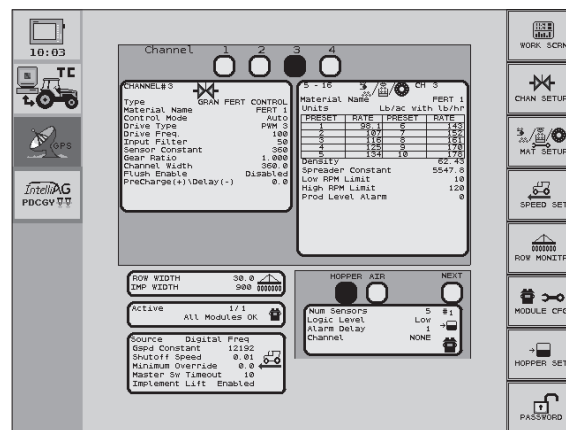 10:03
TC
GPS
IntelliAG
PDCGY
Channel 1 2 3 4
CHANNEL# 3
Type GRAN FERT CONTROL
Material Name FERT 1
Control Mode Auto
Drive Type PWM 3
Drive Freq. 100
Input Filter 50
Sensor Constant 360
Gear Ratio 1.000
Channel Width 360.0
Flush Enable Disabled
PreCharge(+)\Delay(-) 0.0
5 - 16 CH 3
Material Name FERT 1
Units Lb/ac with lb/hr
PRESET RATE PRESET RATE
1 98.1 6 143
2 107 7 152
3 116 8 161
4 125 9 170
5 134 10 178
Density 62.43
Spreader Constant 5547.8
Low RPM Limit 10
High RPM Limit 120
Prod Level Alarm 0
ROW WIDTH 30.0
IMP WIDTH 900
Active 1/1
All Modules OK
Source Digital Freq
Gspd Constant 12192
Shutoff Speed 0.01
Minimum Override 0.0
Master Sw Timeout 10
Implement Lift Enabled
HOPPER AIR NEXT
Num Sensors 5 #1
Logic Level Low
Alarm Delay 1
Channel NONE
WORK SCRN
CHAN SETUP
MAT SETUP
SPEED SET
ROW MONITR
MODULE CFG
HOPPER SET
PASSWORD